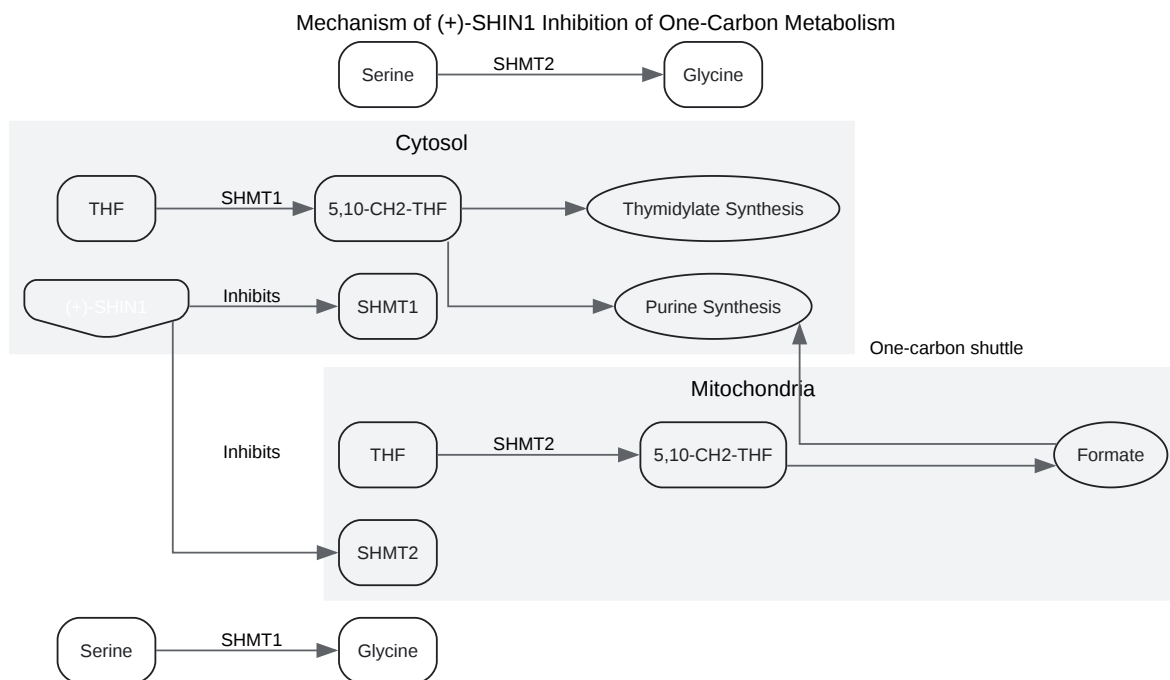 Mechanism of (+)-SHIN1 Inhibition of One-Carbon Metabolism
Serine
SHMT2
Glycine
Cytosol
THF
SHMT1
5,10-CH2-THF
Thymidylate Synthesis
(+)-SHIN1
Inhibits
SHMT1
Purine Synthesis
One-carbon shuttle
Mitochondria
Inhibits
THF
SHMT2
5,10-CH2-THF
Formate
SHMT2
Serine
SHMT1
Glycine